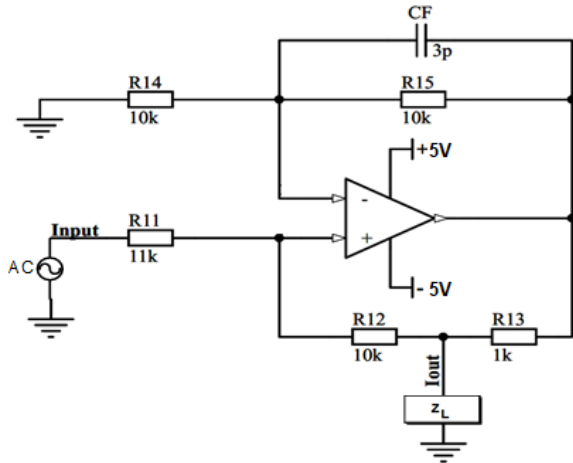 CF
3p
R14
10k
R15
10k
+5V
-
+
Input
R11
11k
AC
- 5V
R12
10k
R13
1k
Iout
zL